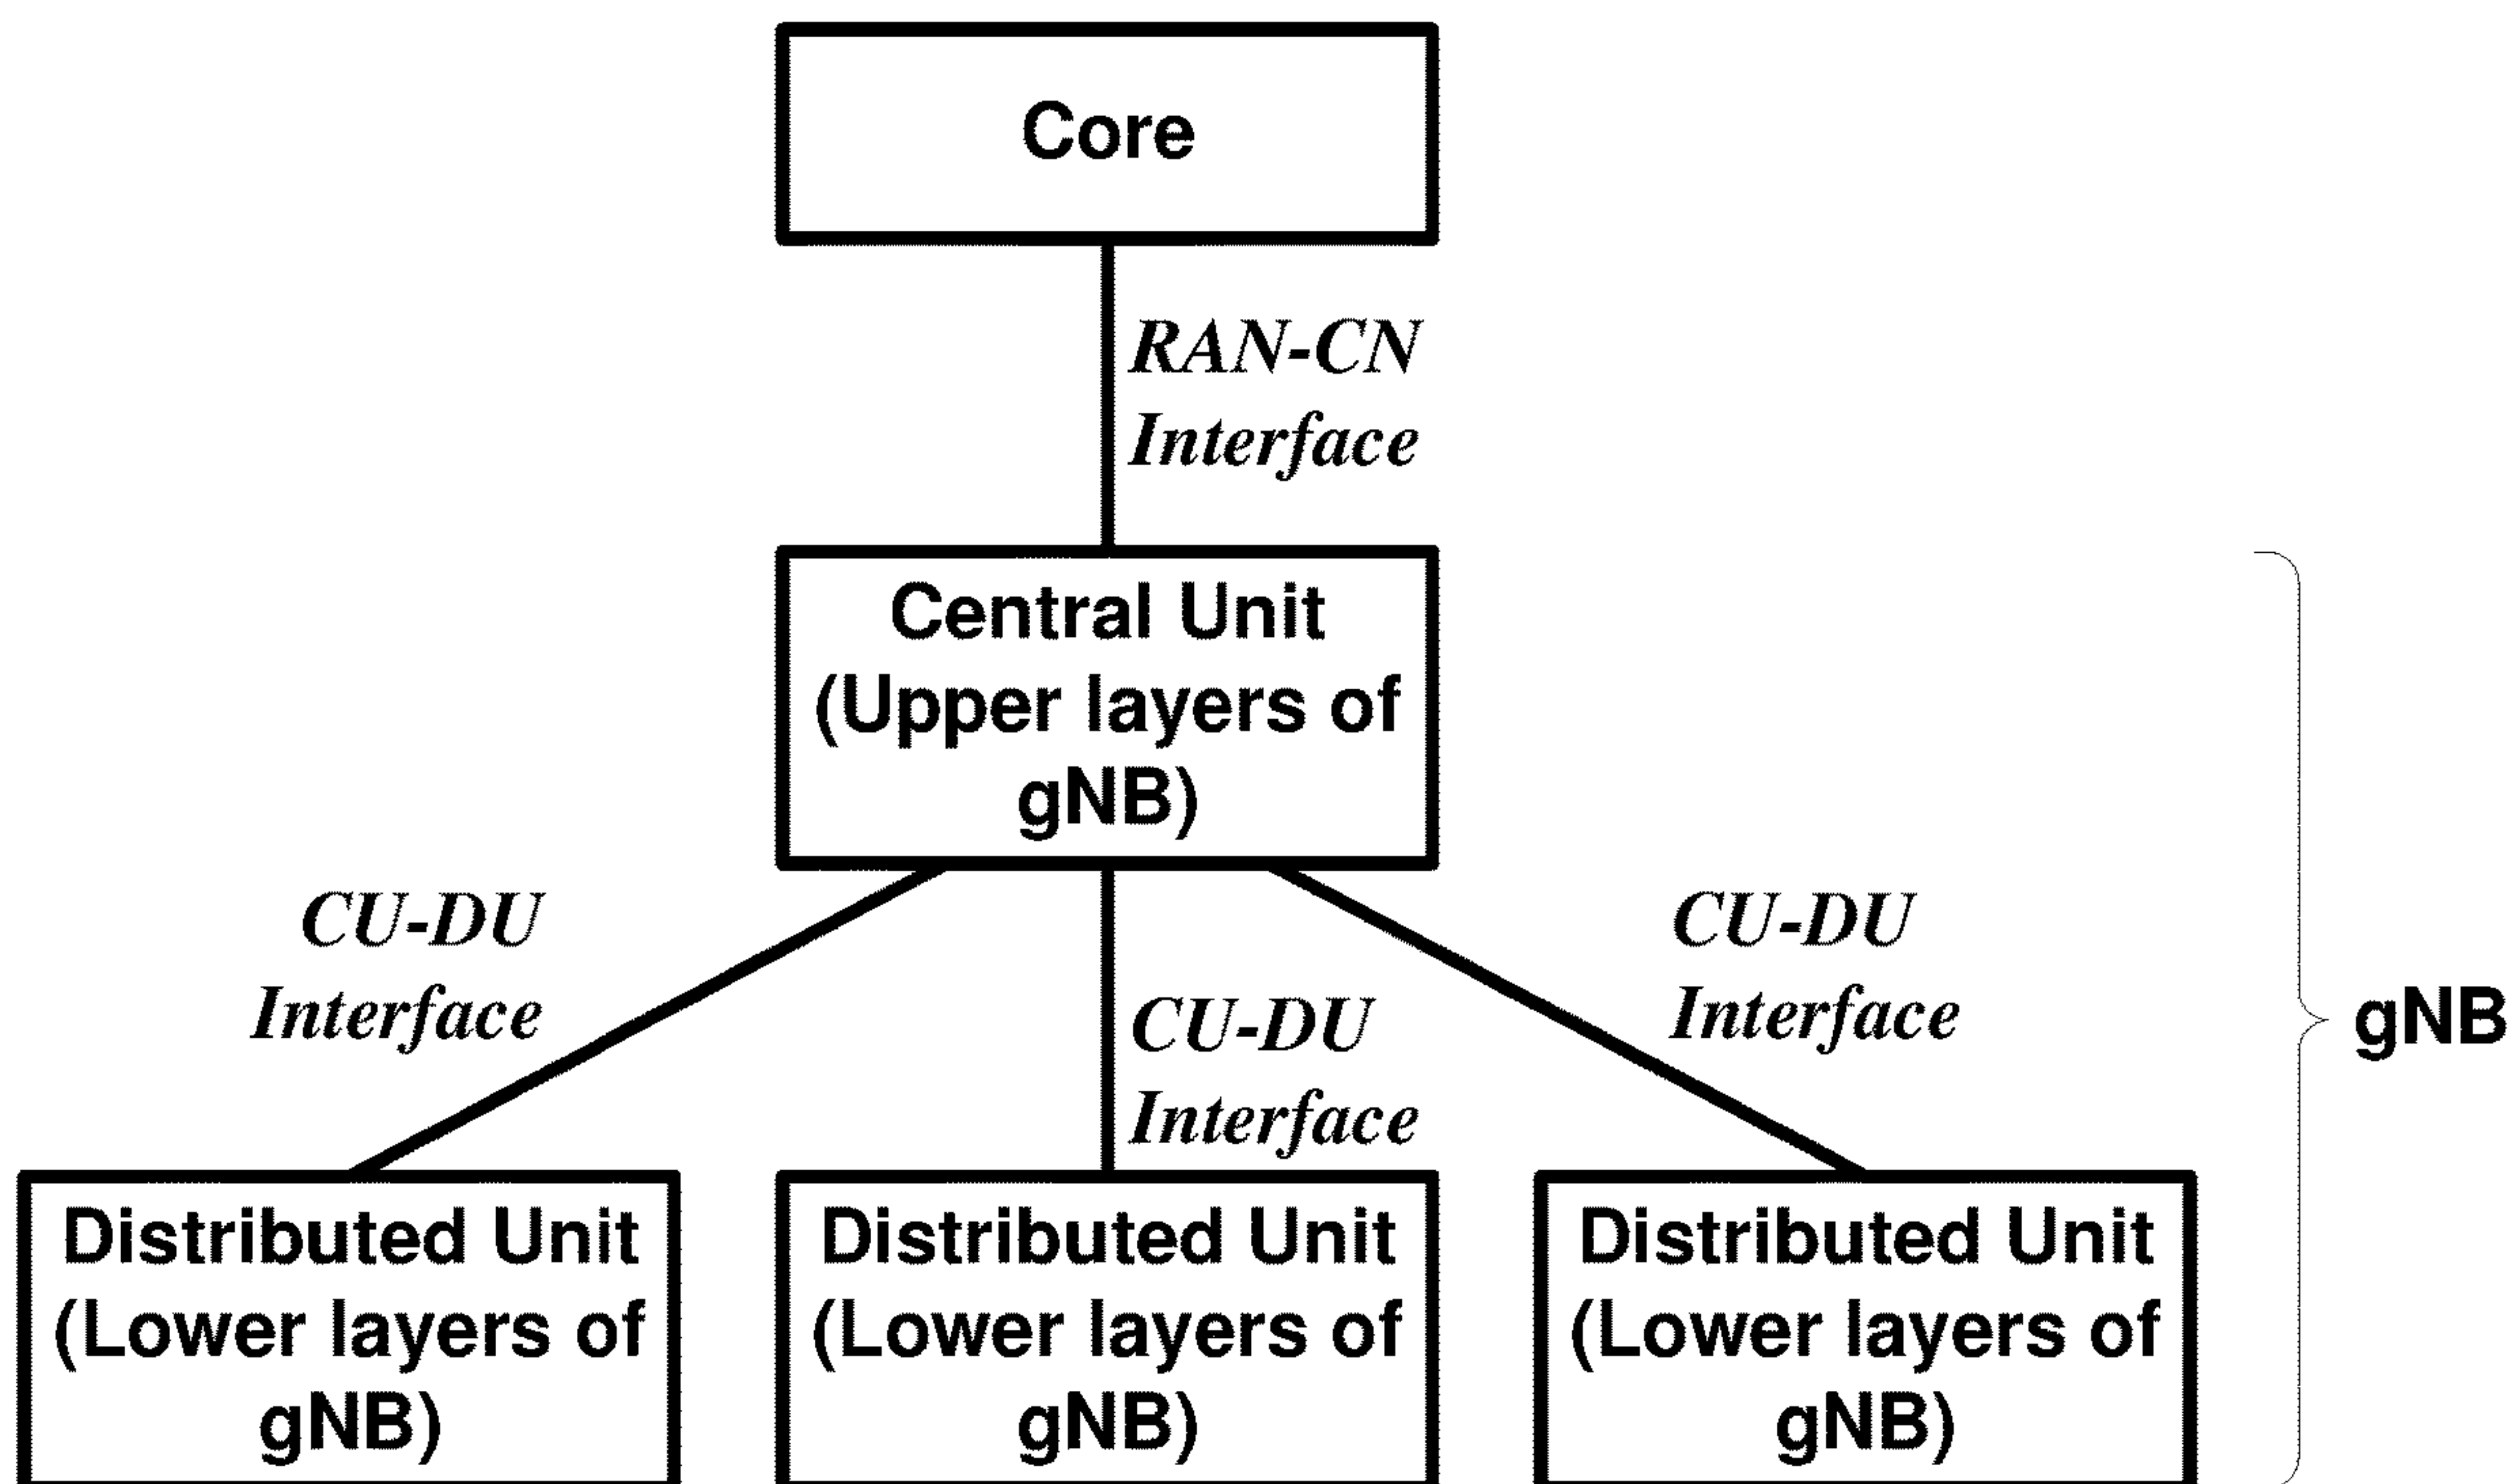 Core
RAN-CN
Interface
Central Unit
(Upper layers of
gNB)
CU-DU
Interface
CU-DU
Interface
CU-DU
Interface
gNB
Distributed Unit
(Lower layers of
gNB)
Distributed Unit
(Lower layers of
gNB)
Distributed Unit
(Lower layers of
gNB)